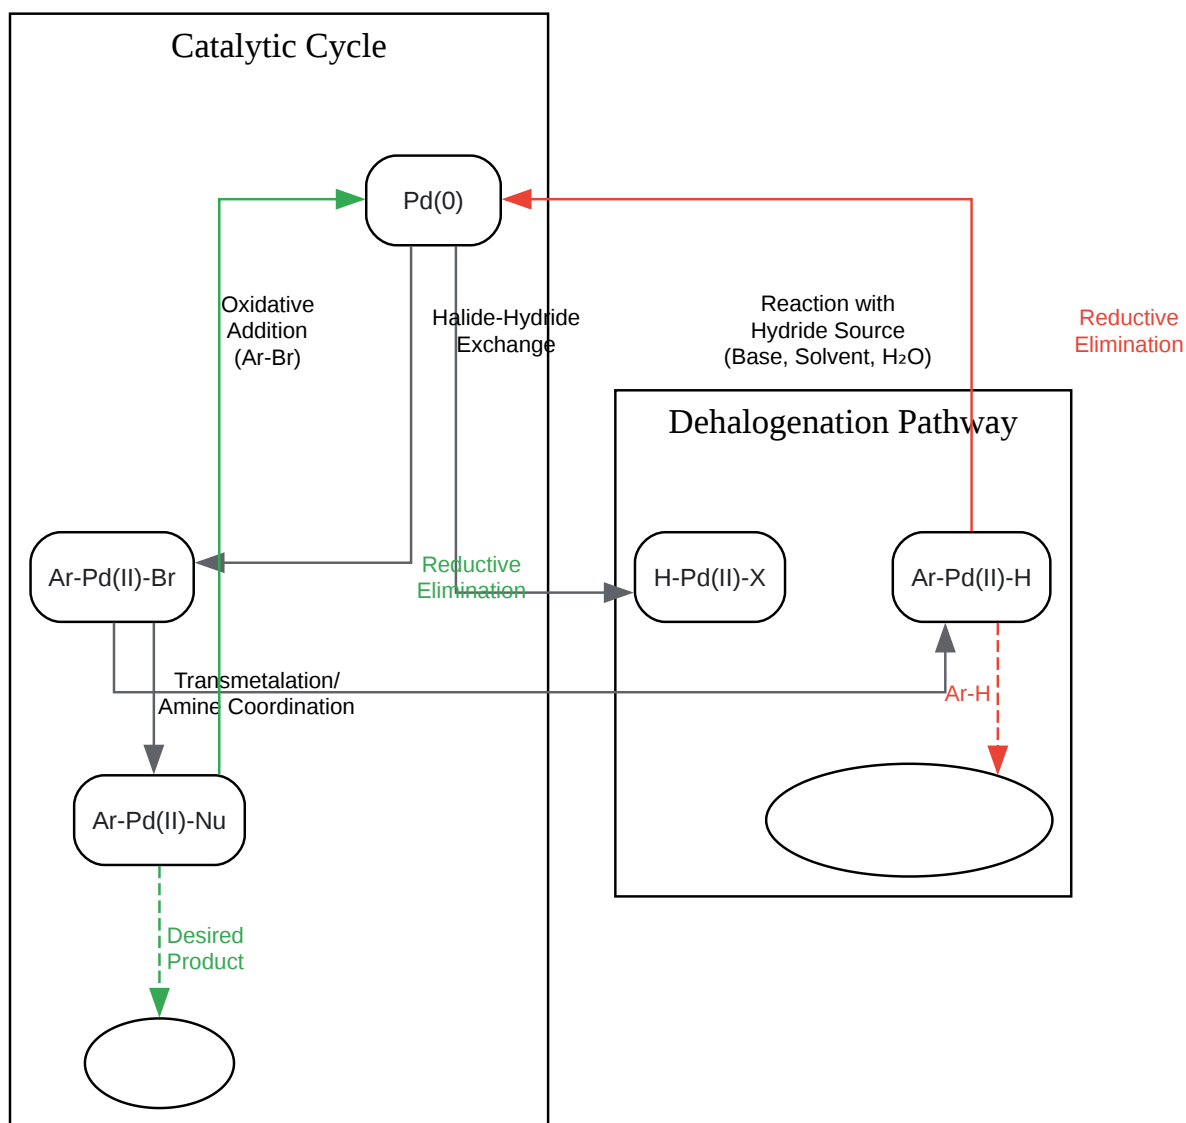 Catalytic Cycle
Pd(0)
Oxidative
Addition
(Ar-Br)
Halide-Hydride
Exchange
Reaction with
Hydride Source
(Base, Solvent, H₂O)
Reductive
Elimination
Dehalogenation Pathway
Ar-Pd(II)-Br
Reductive
Elimination
H-Pd(II)-X
Ar-Pd(II)-H
Transmetalation/
Amine Coordination
Ar-H
Ar-Pd(II)-Nu
Desired
Product